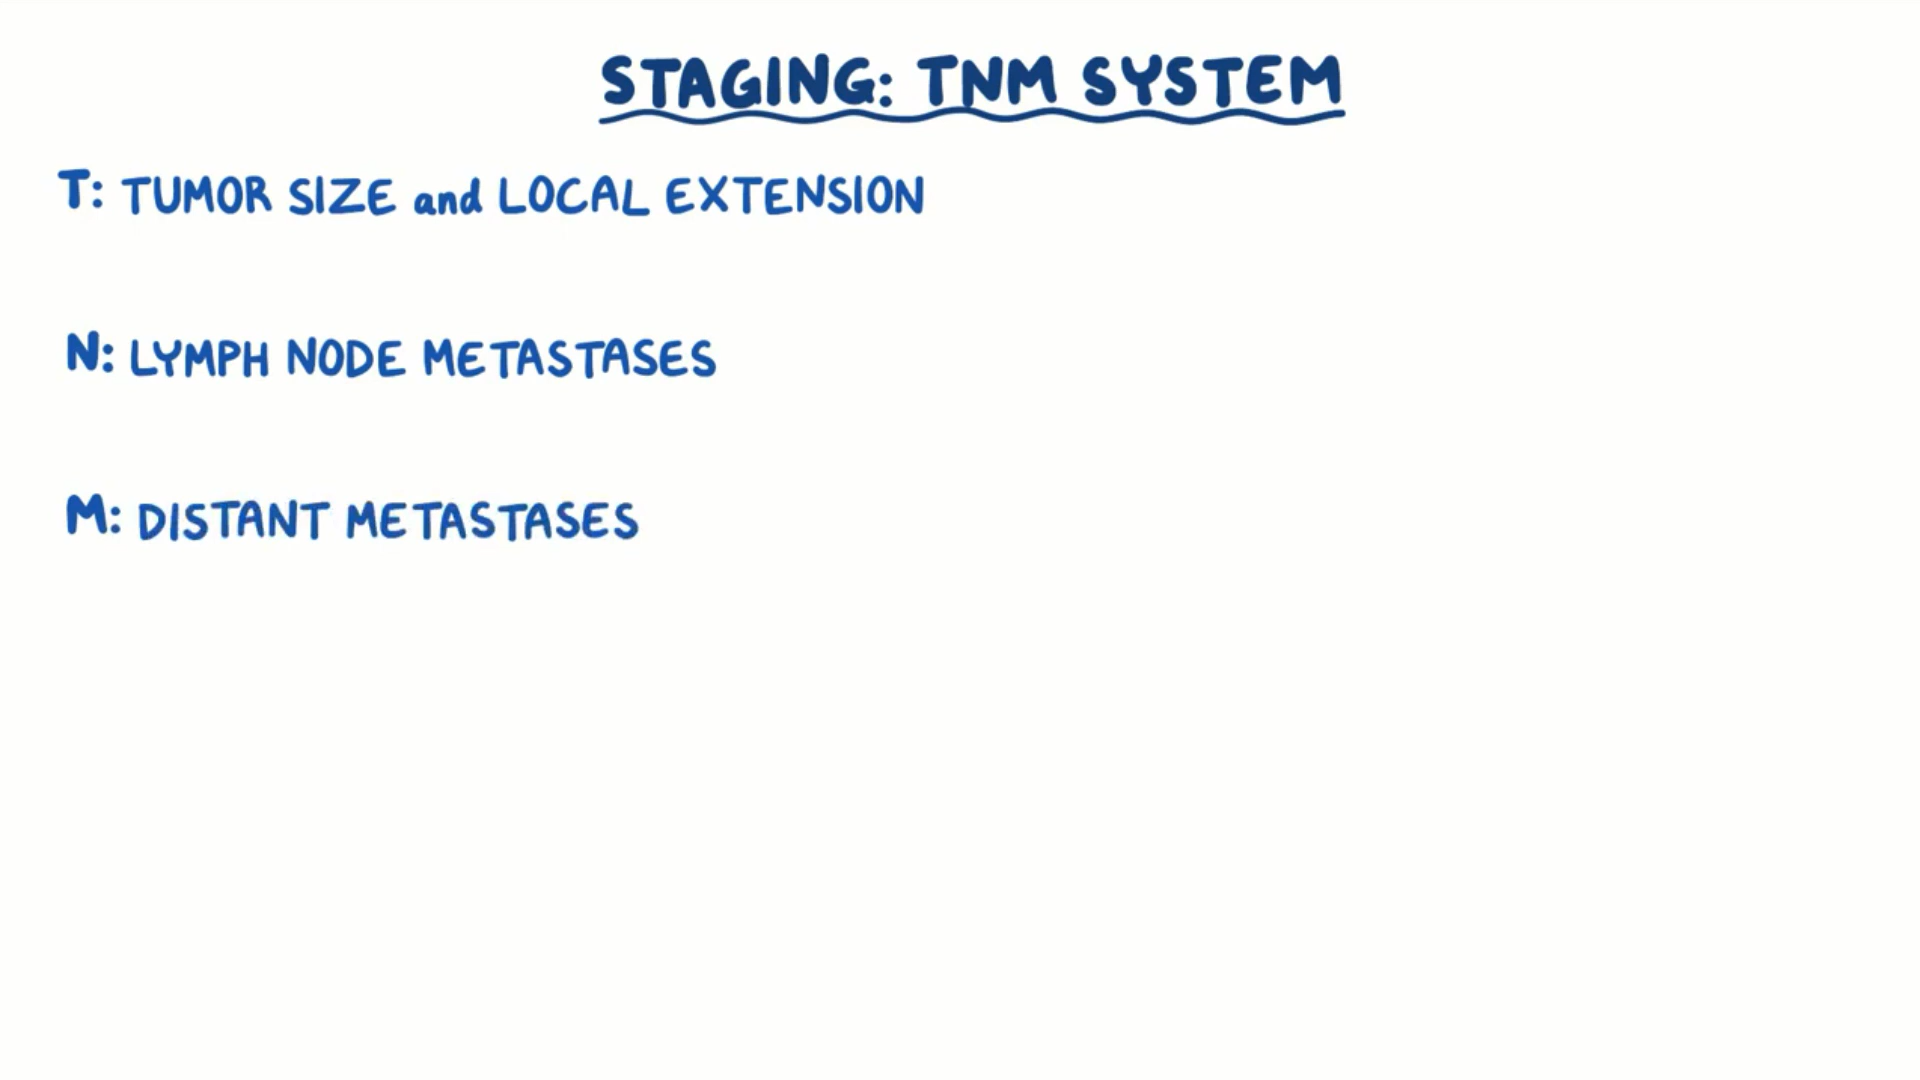 STAGING: TNM SYSTEM
T: TUMOR SIZE and LOCAL EXTENSION
N: LYMPH NODE METASTASES
M: DISTANT METASTASES